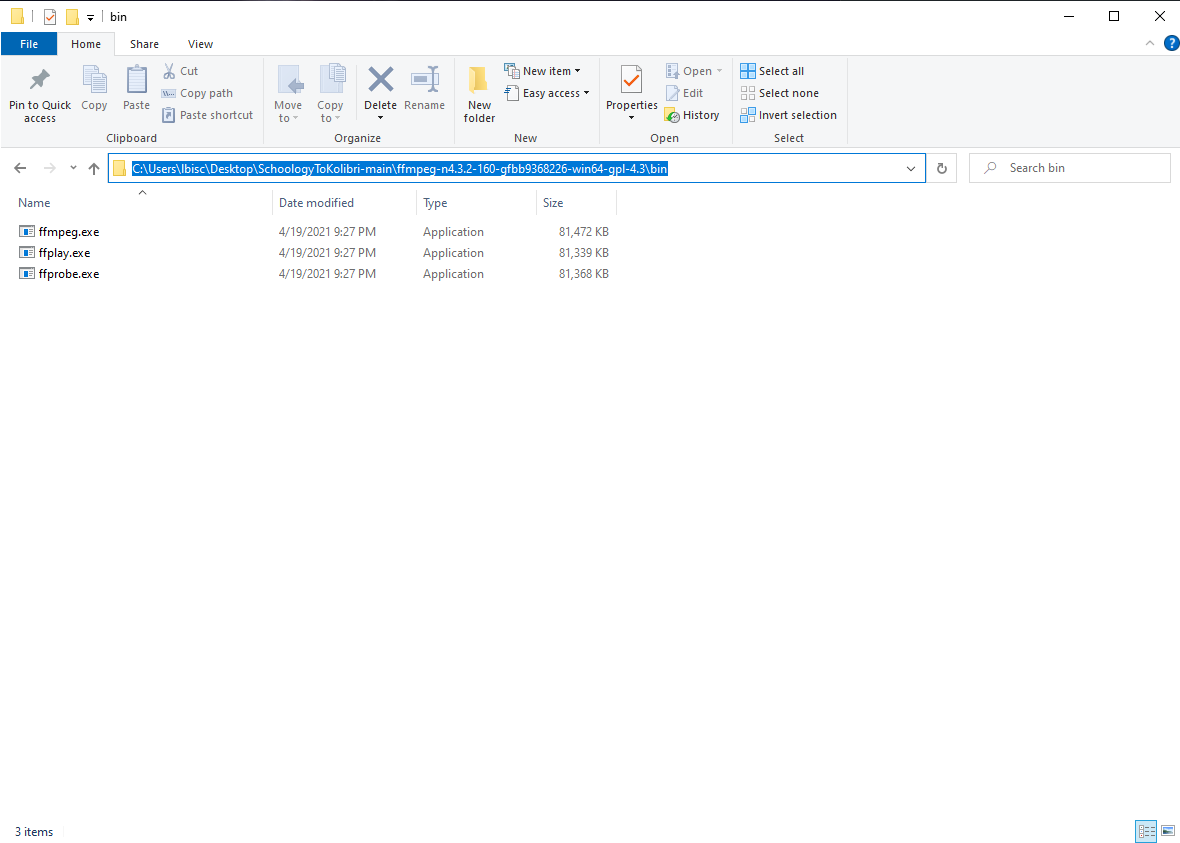 bin
File Home Share View
Pin to Quick access
Copy
Paste
Cut
Copy path
Paste shortcut
Clipboard
Move to
Copy to
Delete
Rename
Organize
New folder
New item
Easy access
New
Properties
Open
Edit
History
Open
Select all
Select none
Invert selection
Select
C:\Users\lbisc\Desktop\SchoologyToKolibri-main\ffmpeg-n4.3.2-160-gfbb9368226-win64-gpl-4.3\bin
Search bin
Name Date modified Type Size
ffmpeg.exe 4/19/2021 9:27 PM Application 81,472 KB
ffplay.exe 4/19/2021 9:27 PM Application 81,339 KB
ffprobe.exe 4/19/2021 9:27 PM Application 81,368 KB
3 items